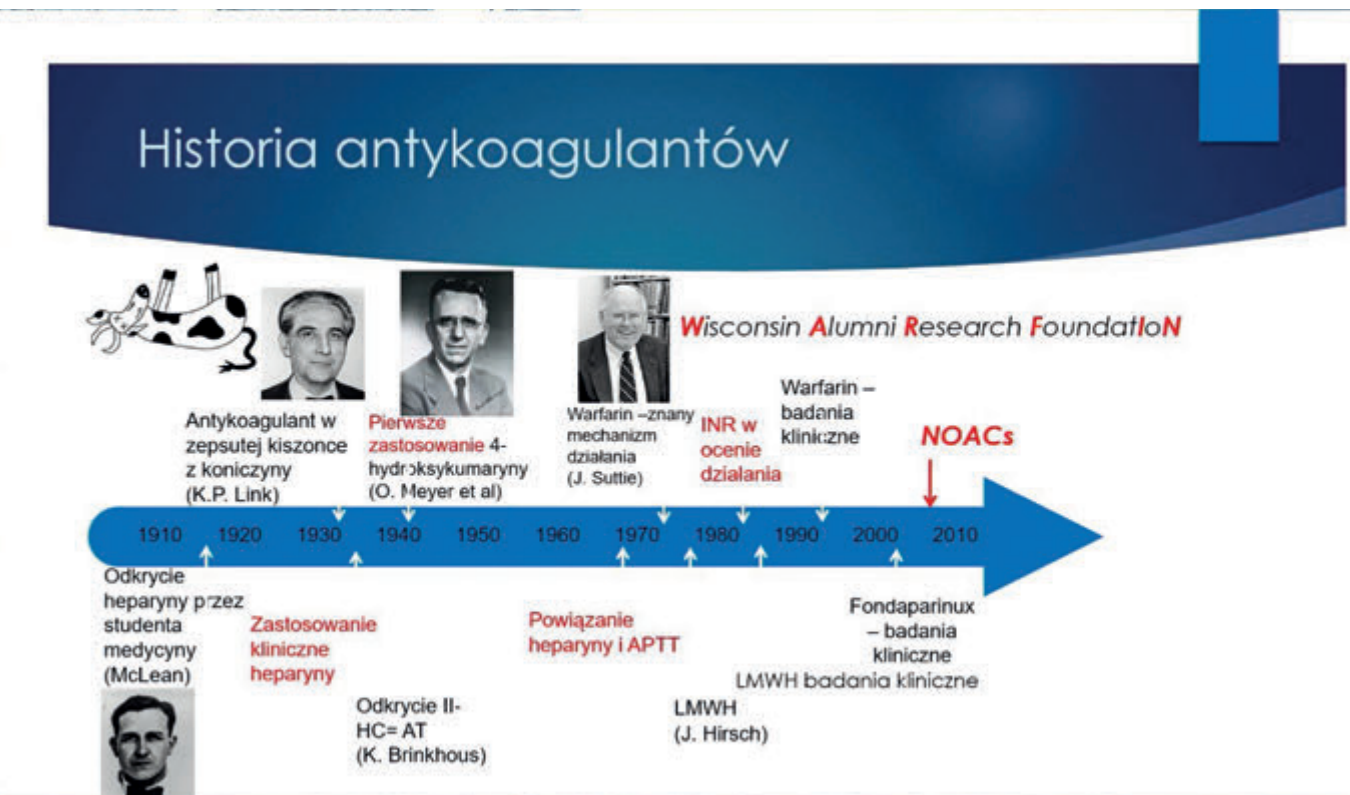 Historia antykoagulantów
Wisconsin Alumni Research FoundatIoN
Antykoagulant w
zepsutej kiszonce
z koniczyny
(K.P. Link)
Pierwsze
zastosowanie 4-
hydroksykumaryny
(O. Meyer et al)
Warfarin –znany
mechanizm
działania
(J. Suttie)
INR w
ocenie
działania
Warfarin –
badania
kliniczne
NOACs
1910 1920 1930 1940 1950 1960 1970 1980 1990 2000 2010
Odkrycie
heparyny przez
studenta
medycyny
(McLean)
Zastosowanie
kliniczne
heparyny
Odkrycie II-
HC= AT
(K. Brinkhous)
Powiązanie
heparyny i APTT
LMWH
(J. Hirsch)
Fondaparinux
– badania
kliniczne
LMWH badania kliniczne